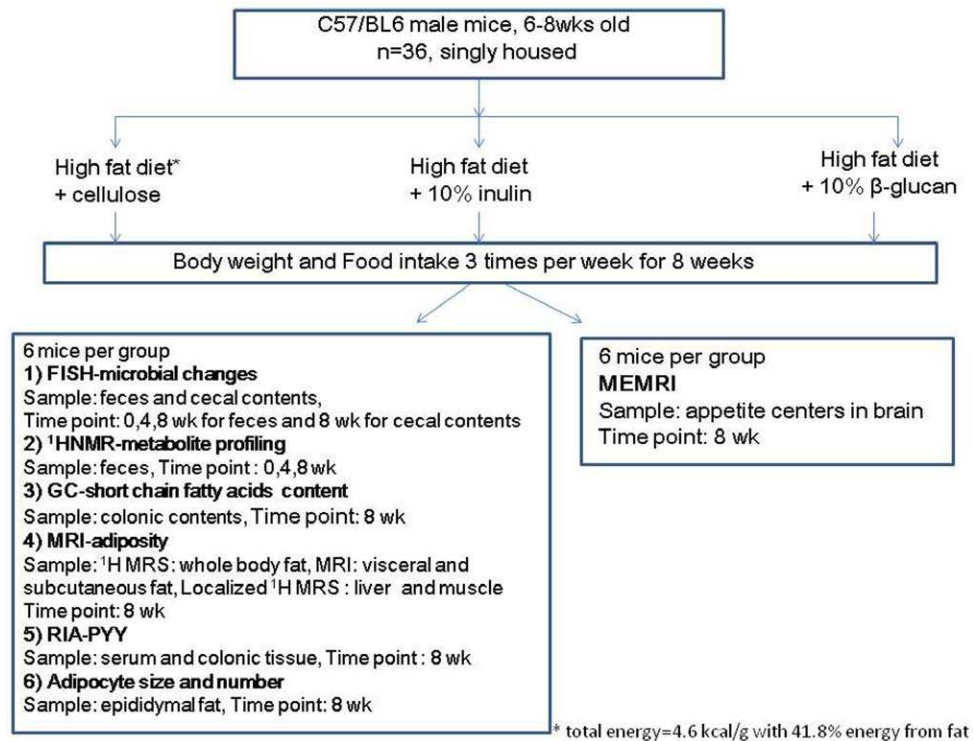 C57/BL6 male mice, 6-8wks old
n=36, singly housed
High fat diet*
+ cellulose
High fat diet
+ 10% inulin
High fat diet
+ 10% β-glucan
Body weight and Food intake 3 times per week for 8 weeks
6 mice per group
1) FISH-microbial changes
Sample: feces and cecal contents,
Time point: 0,4,8 wk for feces and 8 wk for cecal contents
2) ¹HNMR-metabolite profiling
Sample: feces, Time point : 0,4,8 wk
3) GC-short chain fatty acids content
Sample: colonic contents, Time point: 8 wk
4) MRI-adiposity
Sample: ¹H MRS: whole body fat, MRI: visceral and
subcutaneous fat, Localized ¹H MRS : liver and muscle
Time point: 8 wk
5) RIA-PYY
Sample: serum and colonic tissue, Time point : 8 wk
6) Adipocyte size and number
Sample: epididymal fat, Time point: 8 wk
6 mice per group
MEMRI
Sample: appetite centers in brain
Time point: 8 wk
* total energy=4.6 kcal/g with 41.8% energy from fat